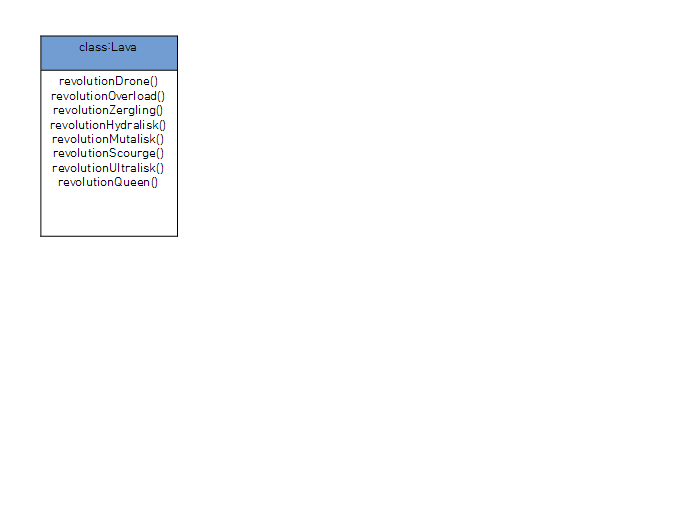 class:Lava
revolutionDrone()
revolutionOverload()
revolutionZergling()
revolutionHydralisk()
revolutionMutalisk()
revolutionScourge()
revolutionUltralisk()
revolutionQueen()